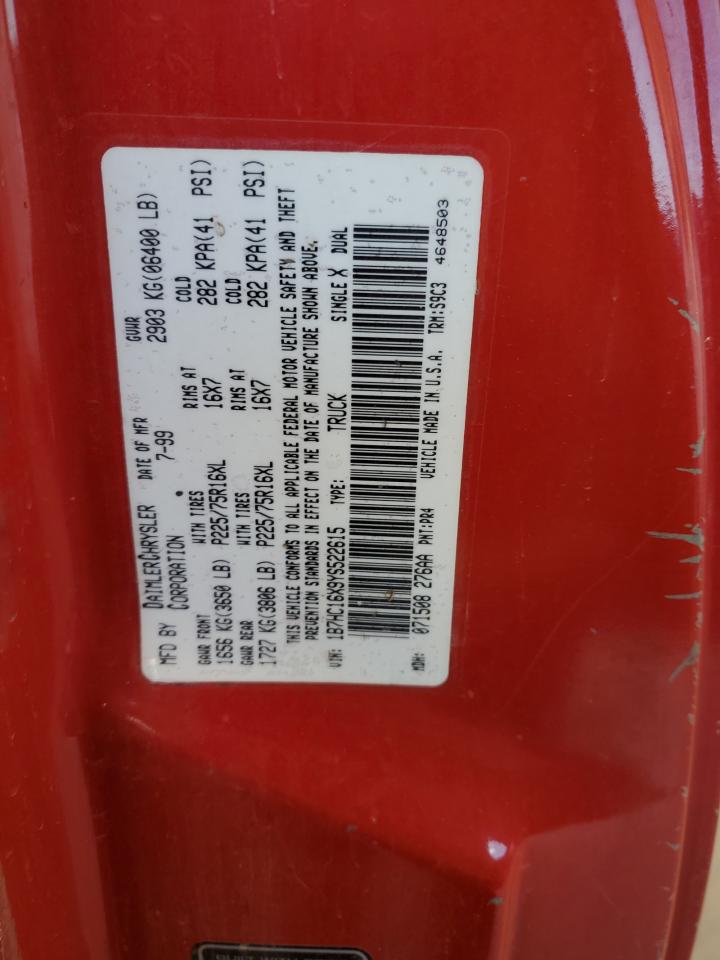 MFD BY DAIMLERCHRYSLER CORPORATION
DATE OF MFR 7-99
GVWR 2903 KG(06400 LB)
GAWR FRONT WITH TIRES RIMS AT COLD
1656 KG(3650 LB) P225/75R16XL 16X7 282 KPA(41 PSI)
GAWR REAR WITH TIRES RIMS AT COLD
1727 KG(3806 LB) P225/75R16XL 16X7 282 KPA(41 PSI)
THIS VEHICLE CONFORMS TO ALL APPLICABLE FEDERAL MOTOR VEHICLE SAFETY AND THEFT
PREVENTION STANDARDS IN EFFECT ON THE DATE OF MANUFACTURE SHOWN ABOVE.
VIN: 1B7HC16X9YS522615 TYPE: TRUCK SINGLE X DUAL
MDH: 071508 276AA PNT:PR4 VEHICLE MADE IN U.S.A. TRM:S9C3
4648503